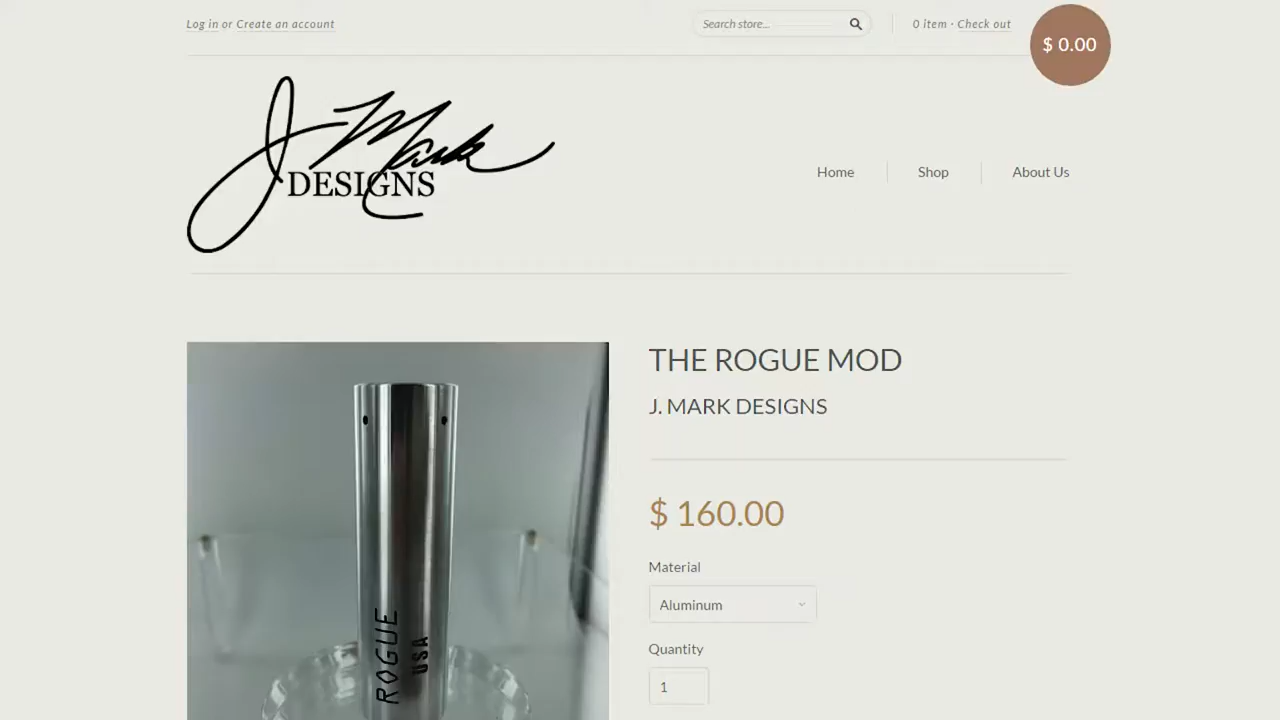 Log in or Create an account
Search store...
0 item · Check out
$ 0.00
J. Mark
DESIGNS
Home
Shop
About Us
THE ROGUE MOD
J. MARK DESIGNS
$ 160.00
Material
Aluminum
Quantity
1
ROGUE
USA